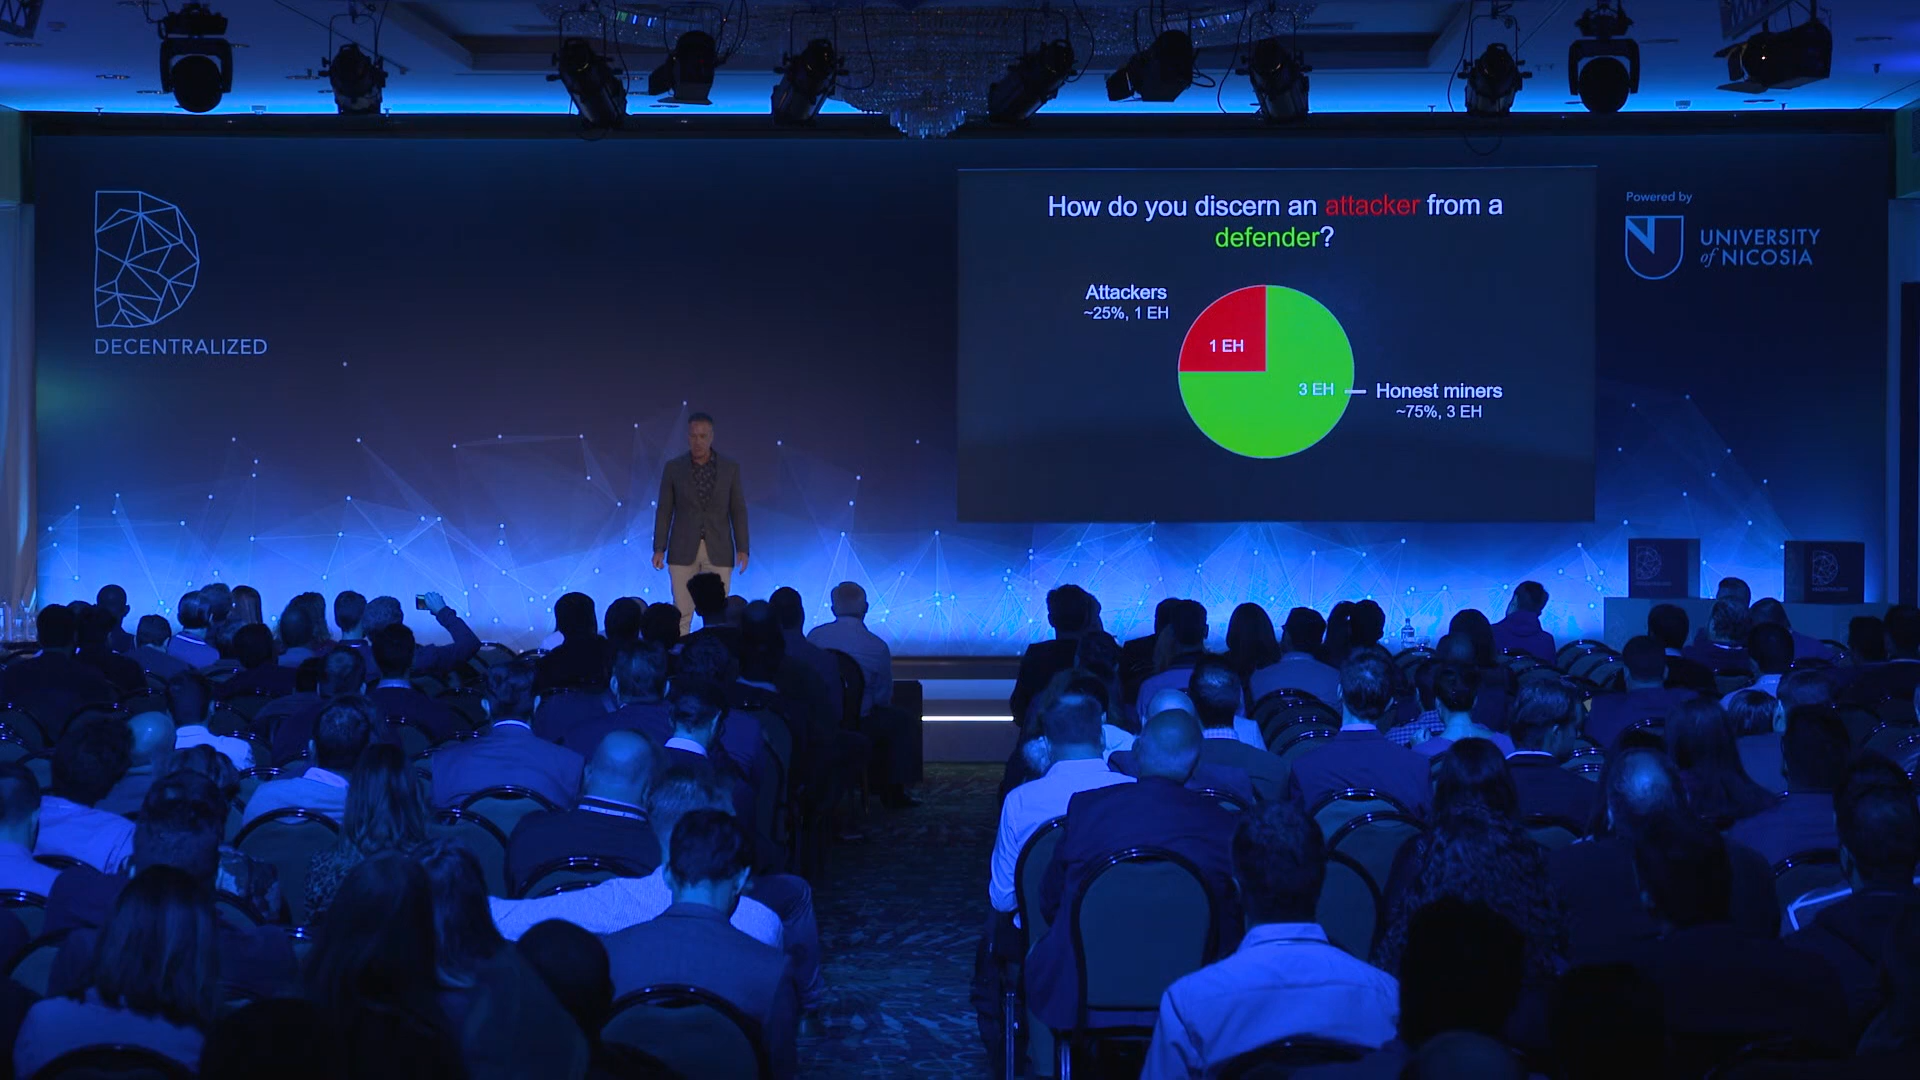 DECENTRALIZED
How do you discern an attacker from a
defender?
Attackers
~25%, 1 EH
1 EH
3 EH
Honest miners
~75%, 3 EH
Powered by
UNIVERSITY
of NICOSIA